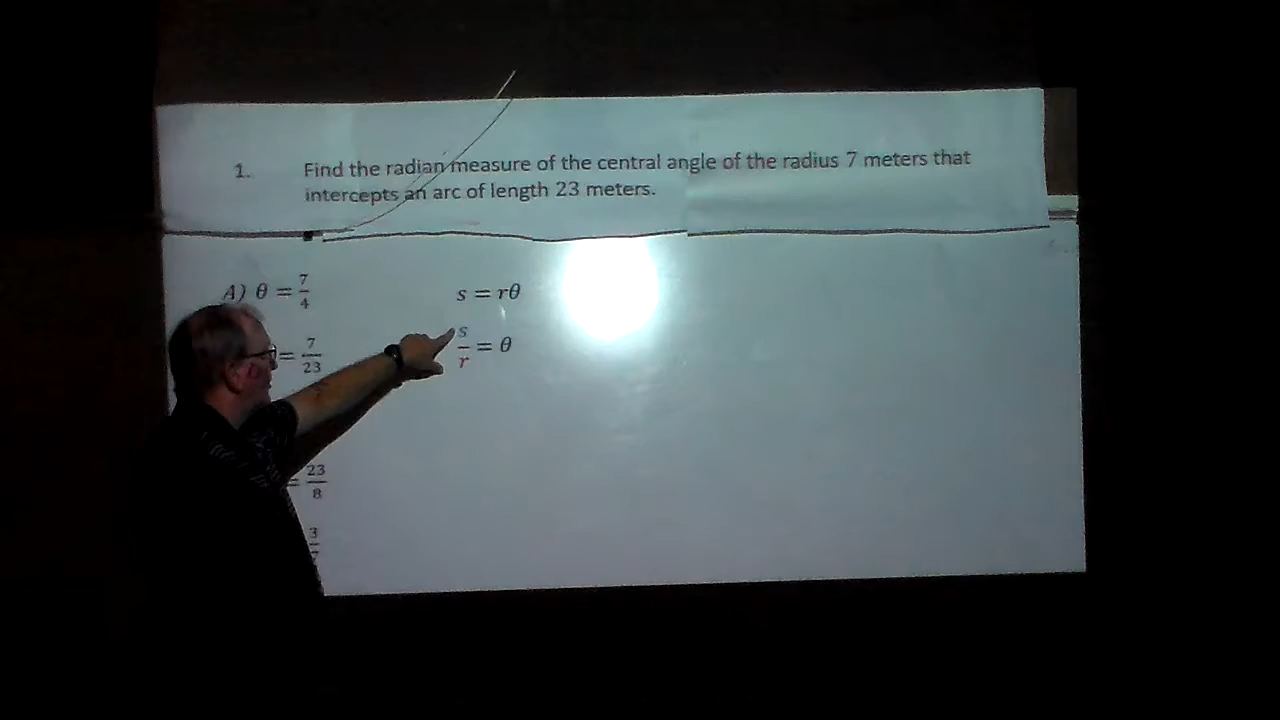 1. Find the radian measure of the central angle of the radius 7 meters that
intercepts an arc of length 23 meters.
A) θ = 7/4
s = rθ
= 7/23
s/r = θ
= 23/8
3